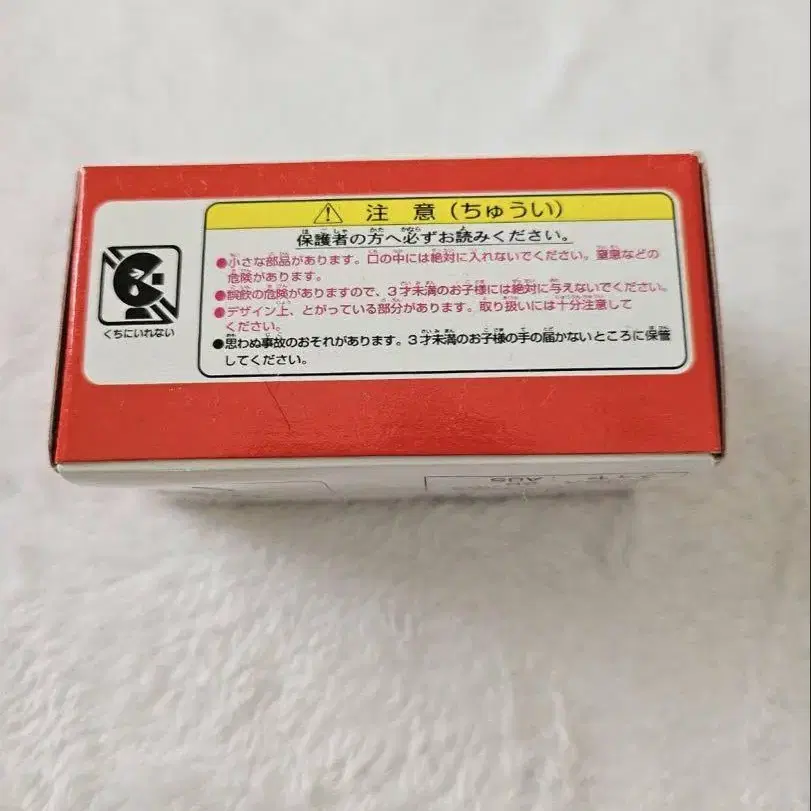 注意(ちゅうい)
保護者の方へ必ずお読みください。
●小さな部品があります。口の中には絶対に入れないでください。窒息などの
危険があります。
●誤飲の危険がありますので、3才未満のお子様には絶対に与えないでください。
●デザイン上、とがっている部分があります。取り扱いには十分注意して
ください。
●思わぬ事故のおそれがあります。3才未満のお子様の手の届かないところに保管
してください。
くちにいれない